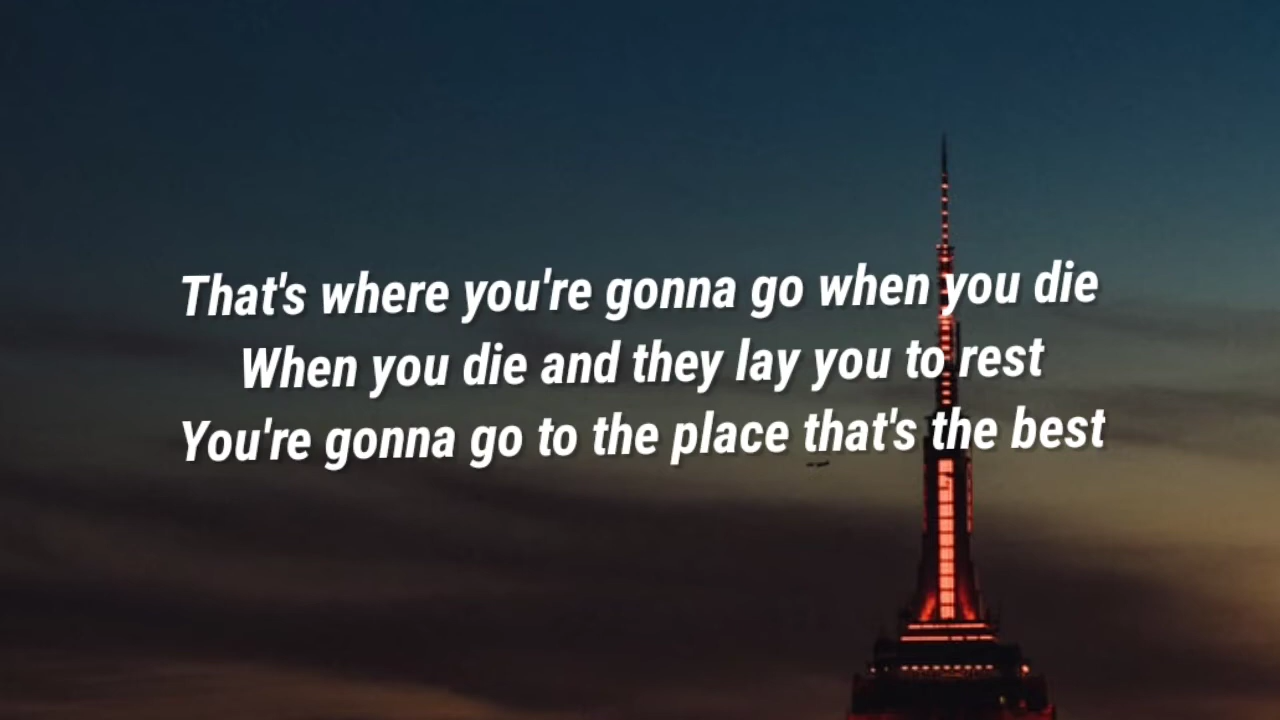 That's where you're gonna go when you die
When you die and they lay you to rest
You're gonna go to the place that's the best